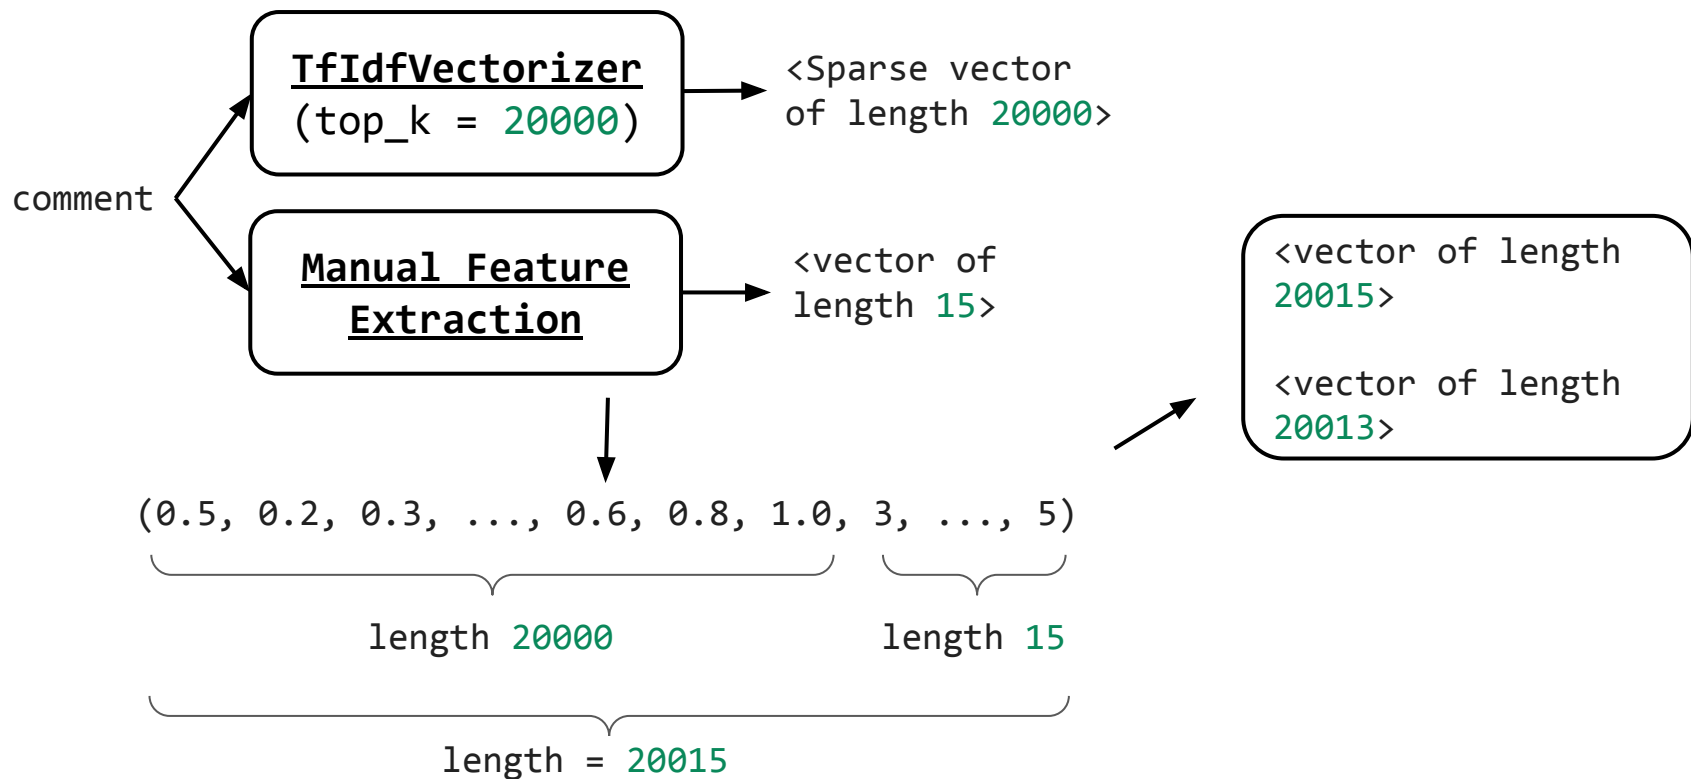 TfIdfVectorizer
(top_k = 20000)
<Sparse vector
of length 20000>
comment
Manual Feature
Extraction
<vector of
length 15>
<vector of length
20015>
<vector of length
20013>
(0.5, 0.2, 0.3, ..., 0.6, 0.8, 1.0, 3, ..., 5)
length 20000
length 15
length = 20015